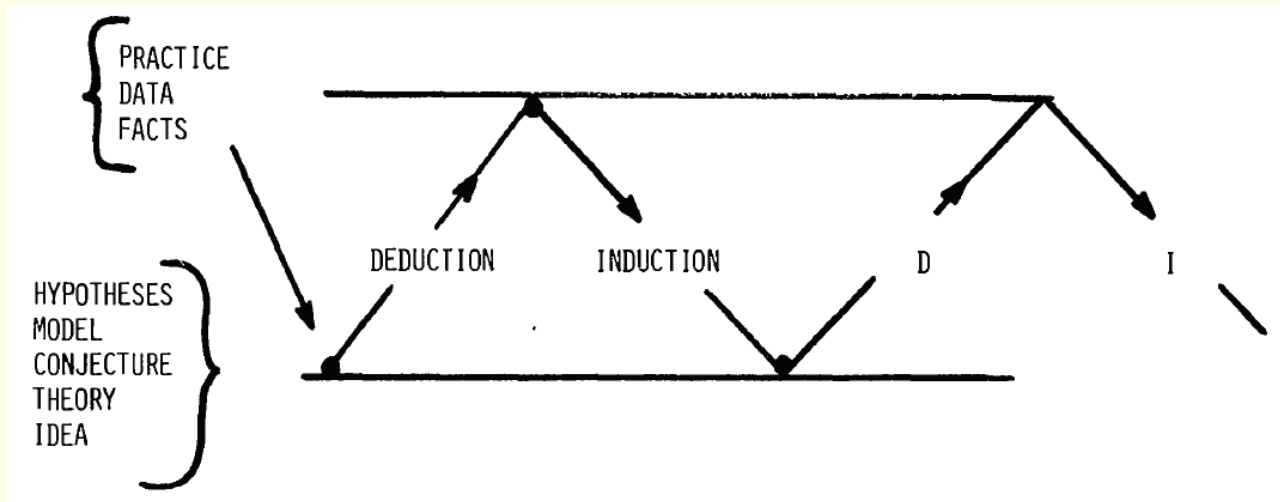 PRACTICE
DATA
FACTS
DEDUCTION INDUCTION D I
HYPOTHESES
MODEL
CONJECTURE
THEORY
IDEA